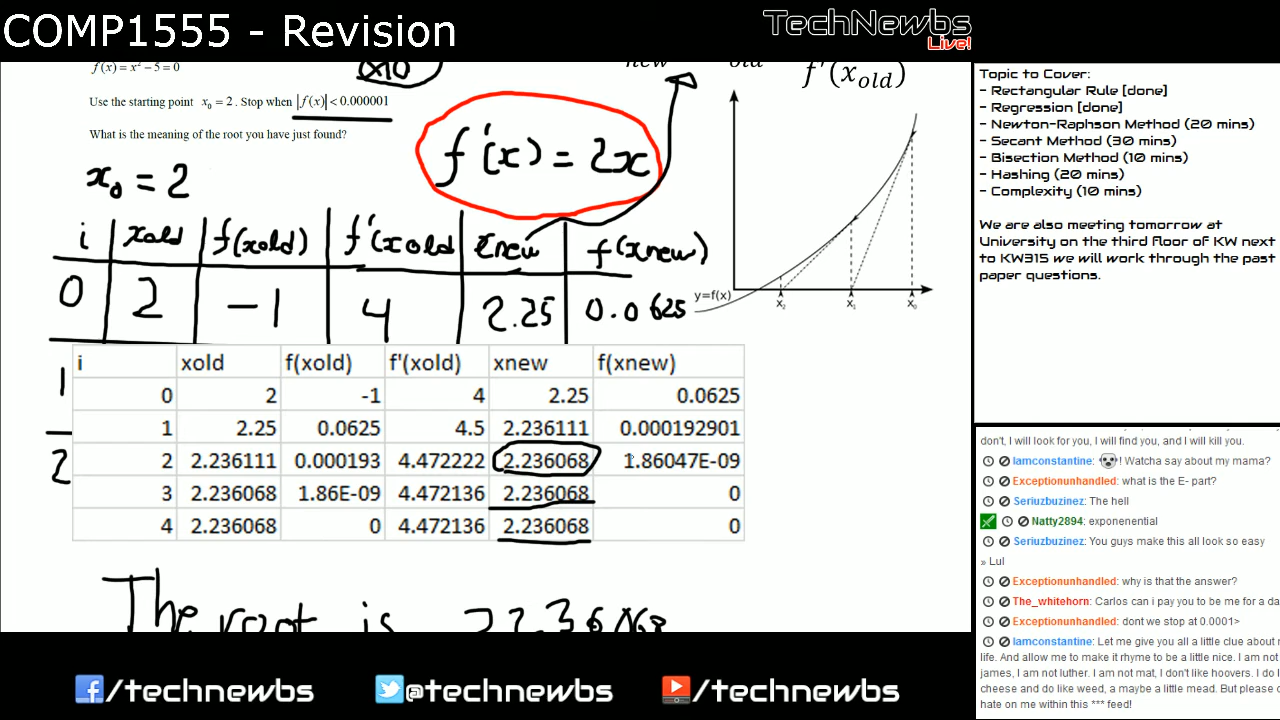 COMP1555 - Revision
TechNewbs
Live!
f(x) = x² − 5 = 0
Use the starting point x₀ = 2. Stop when |f(x)| < 0.000001
What is the meaning of the root you have just found?
f'(x_old)
f'(x) = 2x
x₀ = 2
i xold f(xold) f'(xold xnew f(xnew)
0 2 -1 4 2.25 0.0625
1
2
i xold f(xold) f'(xold) xnew f(xnew)
0 2 -1 4 2.25 0.0625
1 2.25 0.0625 4.5 2.236111 0.000192901
2 2.236111 0.000193 4.472222 2.236068 1.86047E-09
3 2.236068 1.86E-09 4.472136 2.236068 0
4 2.236068 0 4.472136 2.236068 0
The root is
y=f(x)
x₂ x₁ x₀
Topic to Cover:
- Rectangular Rule [done]
- Regression [done]
- Newton-Raphson Method (20 mins)
- Secant Method (30 mins)
- Bisection Method (10 mins)
- Hashing (20 mins)
- Complexity (10 mins)
We are also meeting tomorrow at
University on the third floor of KW next
to KW315 we will work through the past
paper questions.
don't, I will look for you, I will find you, and I will kill you.
Iamconstantine: ! Watcha say about my mama?
Exceptionunhandled: what is the E- part?
Seriuzbuzinez: The hell
Natty2894: exponenential
Seriuzbuzinez: You guys make this all look so easy
» Lul
Exceptionunhandled: why is that the answer?
The_whitehorn: Carlos can i pay you to be me for a da
Exceptionunhandled: dont we stop at 0.0001>
Iamconstantine: Let me give you all a little clue about
life. And allow me to make it rhyme to be a little nice. I am not
james, I am not luther. I am not mat, I don't like hoovers. I do l
cheese and do like weed, a maybe a little mead. But please d
hate on me within this *** feed!
/technewbs @technewbs /technewbs